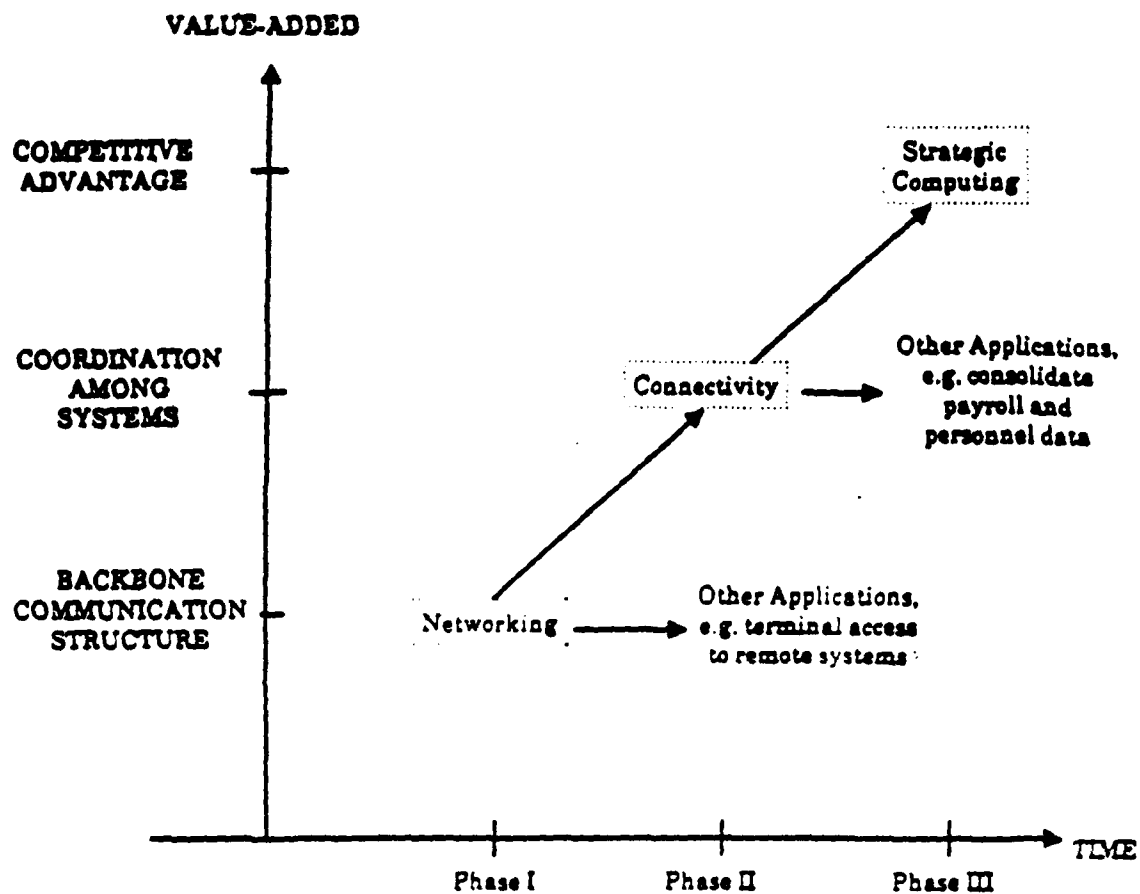 VALUE-ADDED
COMPETITIVE
ADVANTAGE
Strategic
Computing
COORDINATION
AMONG
SYSTEMS
Connectivity
Other Applications,
e.g. consolidate
payroll and
personnel data
BACKBONE
COMMUNICATION
STRUCTURE
Networking
Other Applications,
e.g. terminal access
to remote systems
TIME
Phase I
Phase II
Phase III